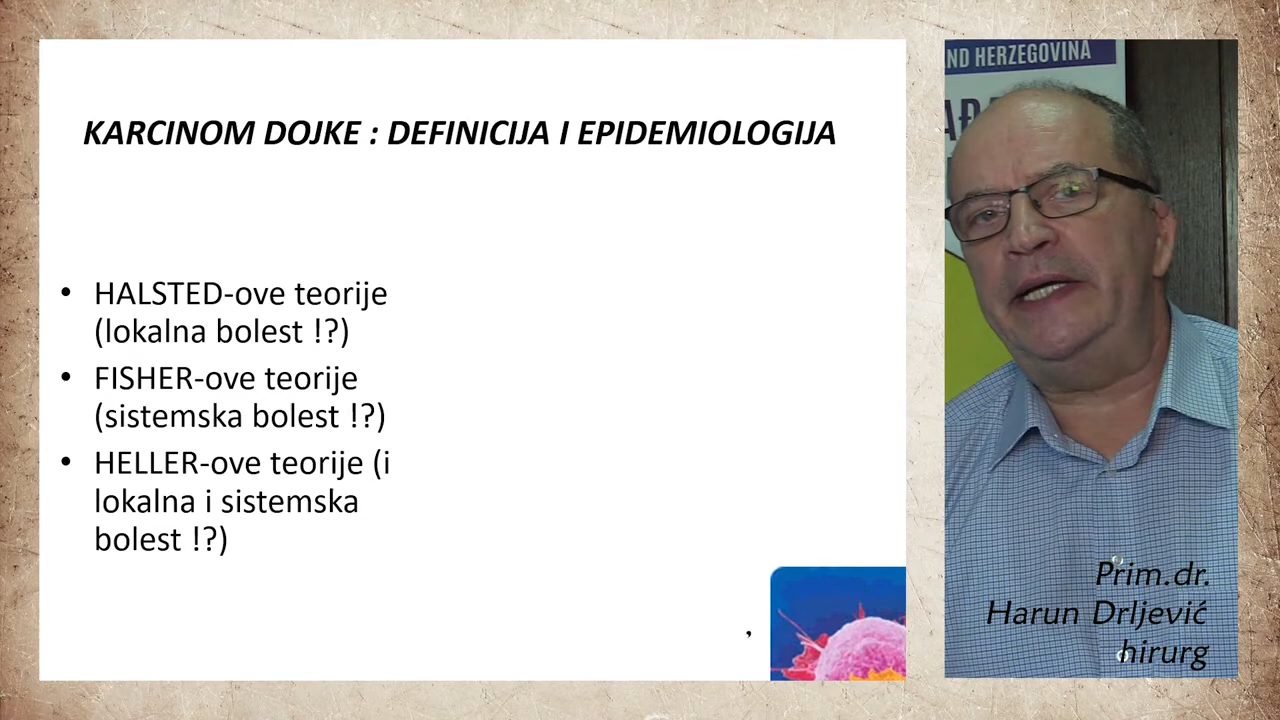 KARCINOM DOJKE : DEFINICIJA I EPIDEMIOLOGIJA
• HALSTED-ove teorije
(lokalna bolest !?)
• FISHER-ove teorije
(sistemska bolest !?)
• HELLER-ove teorije (i
lokalna i sistemska
bolest !?)
,
ND HERZEGOVINA
Prim.dr.
Harun Drljević
hirurg